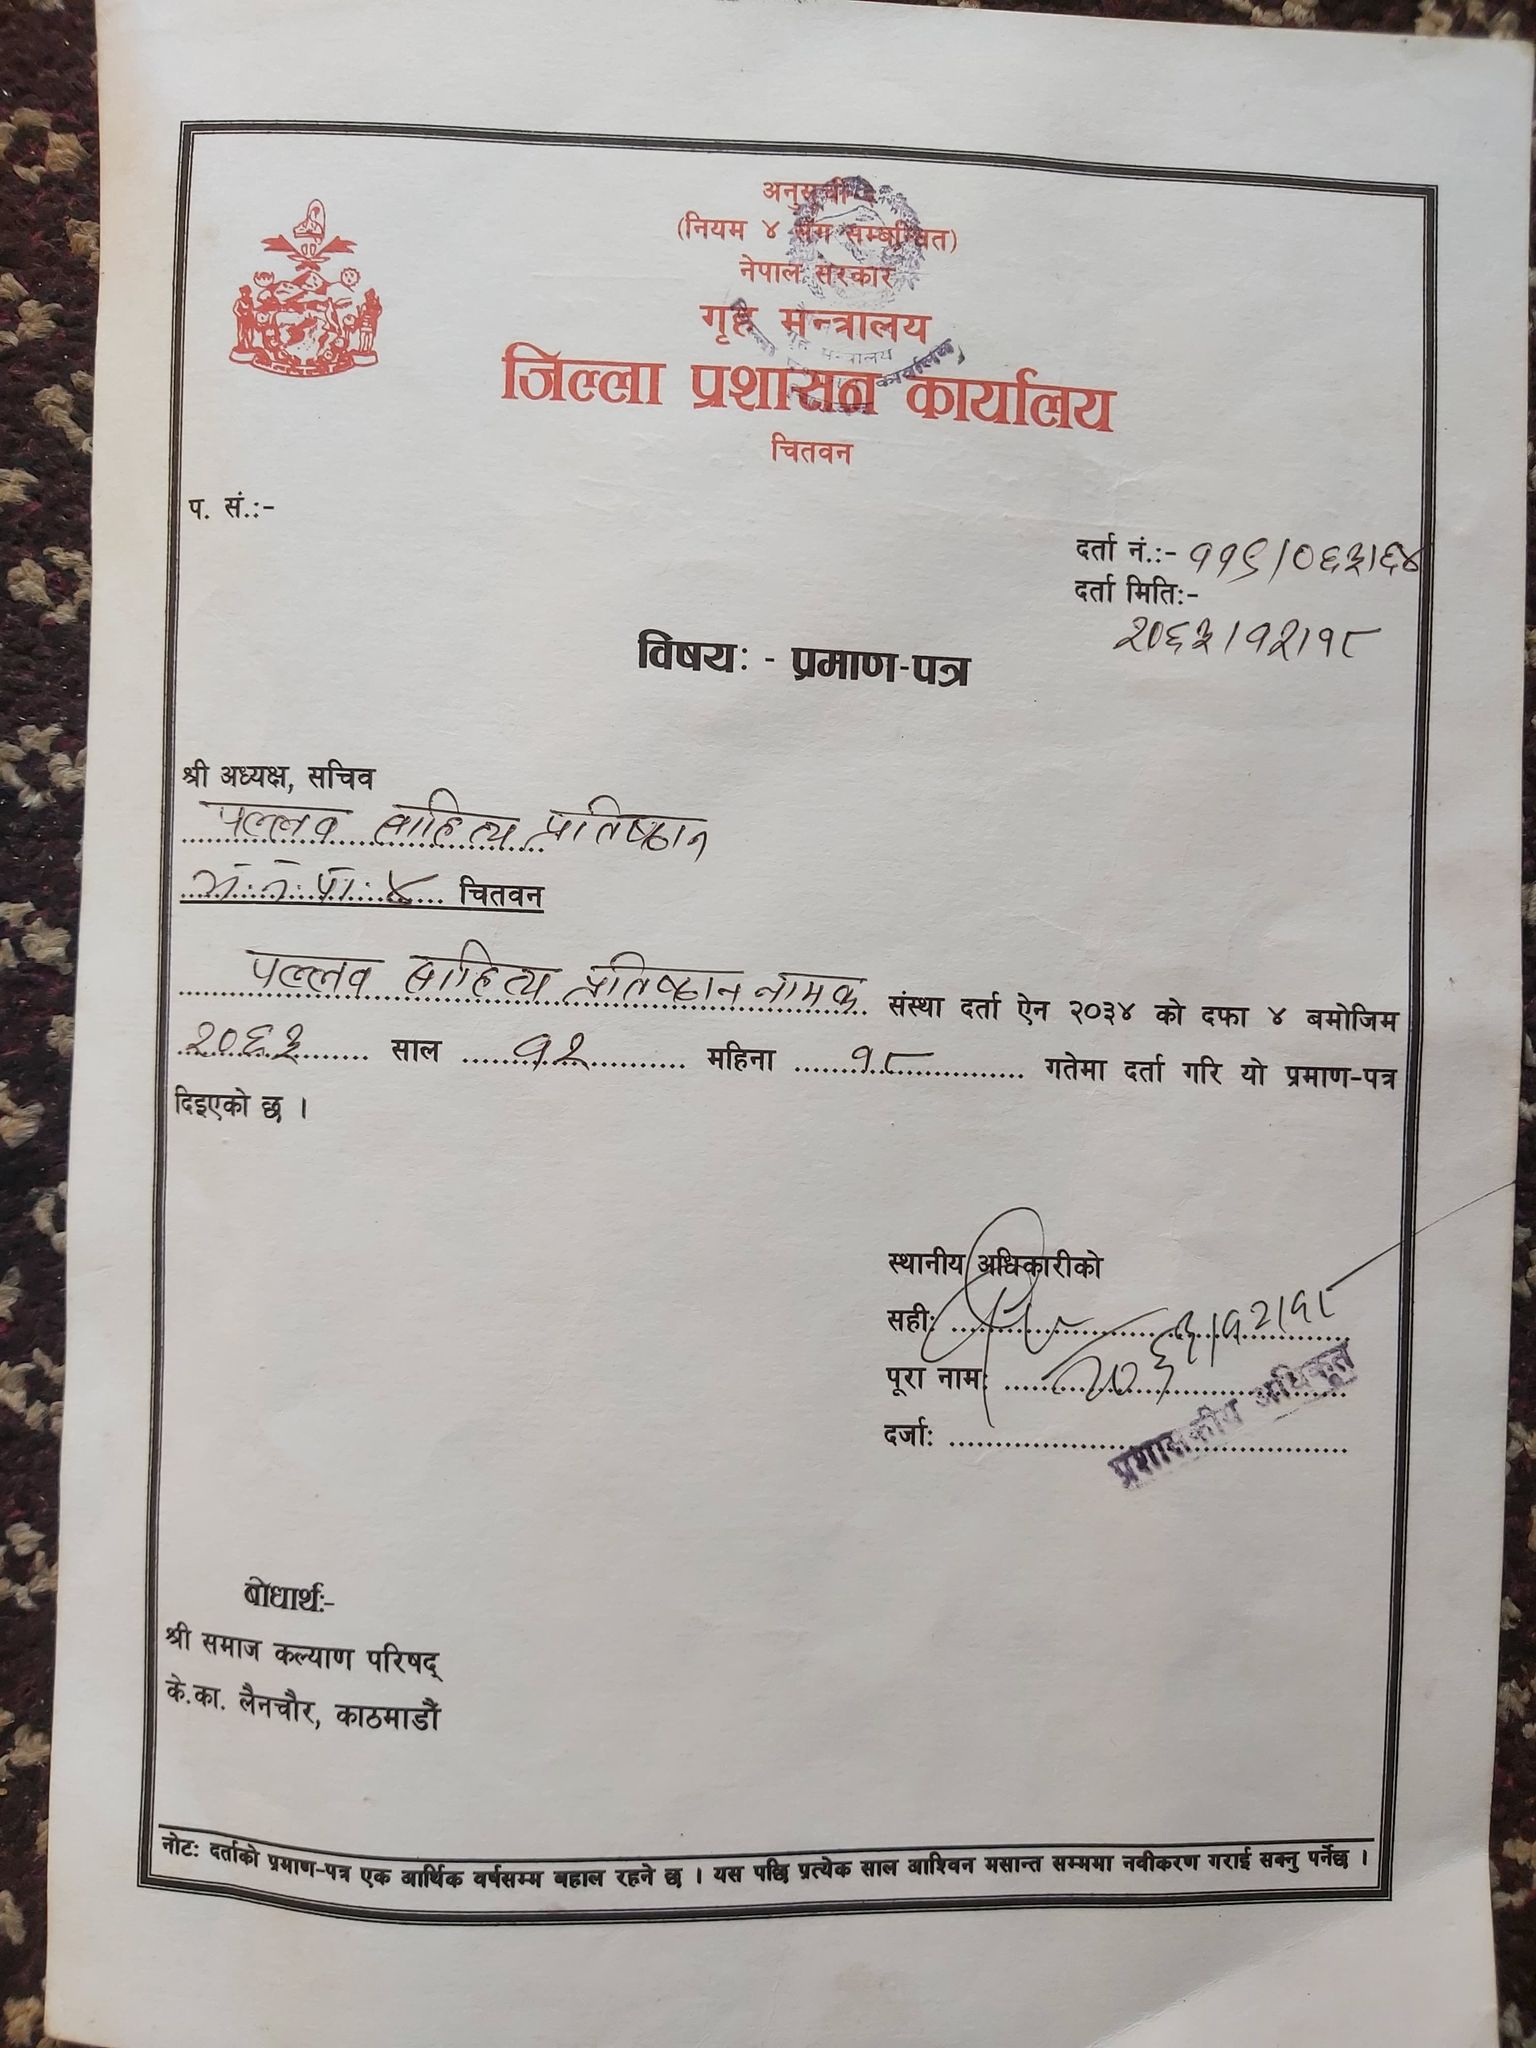 अनुसूची
(नियम ४ सँग सम्बन्धित)
नेपाल सरकार
गृह मन्त्रालय
जिल्ला प्रशासन कार्यालय
चितवन
प. सं.:-
दर्ता नं.:- ११९/०६३/६४
दर्ता मिति:-
२०६३/१२/१८
विषय: - प्रमाण-पत्र
श्री अध्यक्ष, सचिव
पल्लव साहित्य प्रतिष्ठान
भ.न.पा. ४ चितवन
पल्लव साहित्य प्रतिष्ठान नामक संस्था दर्ता ऐन २०३४ को दफा ४ बमोजिम
२०६३ साल १२ महिना १८ गतेमा दर्ता गरि यो प्रमाण-पत्र
दिइएको छ ।
स्थानीय अधिकारीको
सही:
२०६३/१२/१८
पूरा नाम:
दर्जा: प्रशासकीय अधिकृत
बोधार्थ:-
श्री समाज कल्याण परिषद्
के.का. लैनचौर, काठमाडौं
नोट: दर्ताको प्रमाण-पत्र एक आर्थिक वर्षसम्म बहाल रहने छ । यस पछि प्रत्येक साल आश्विन मसान्त सम्ममा नवीकरण गराई सक्नु पर्नेछ ।